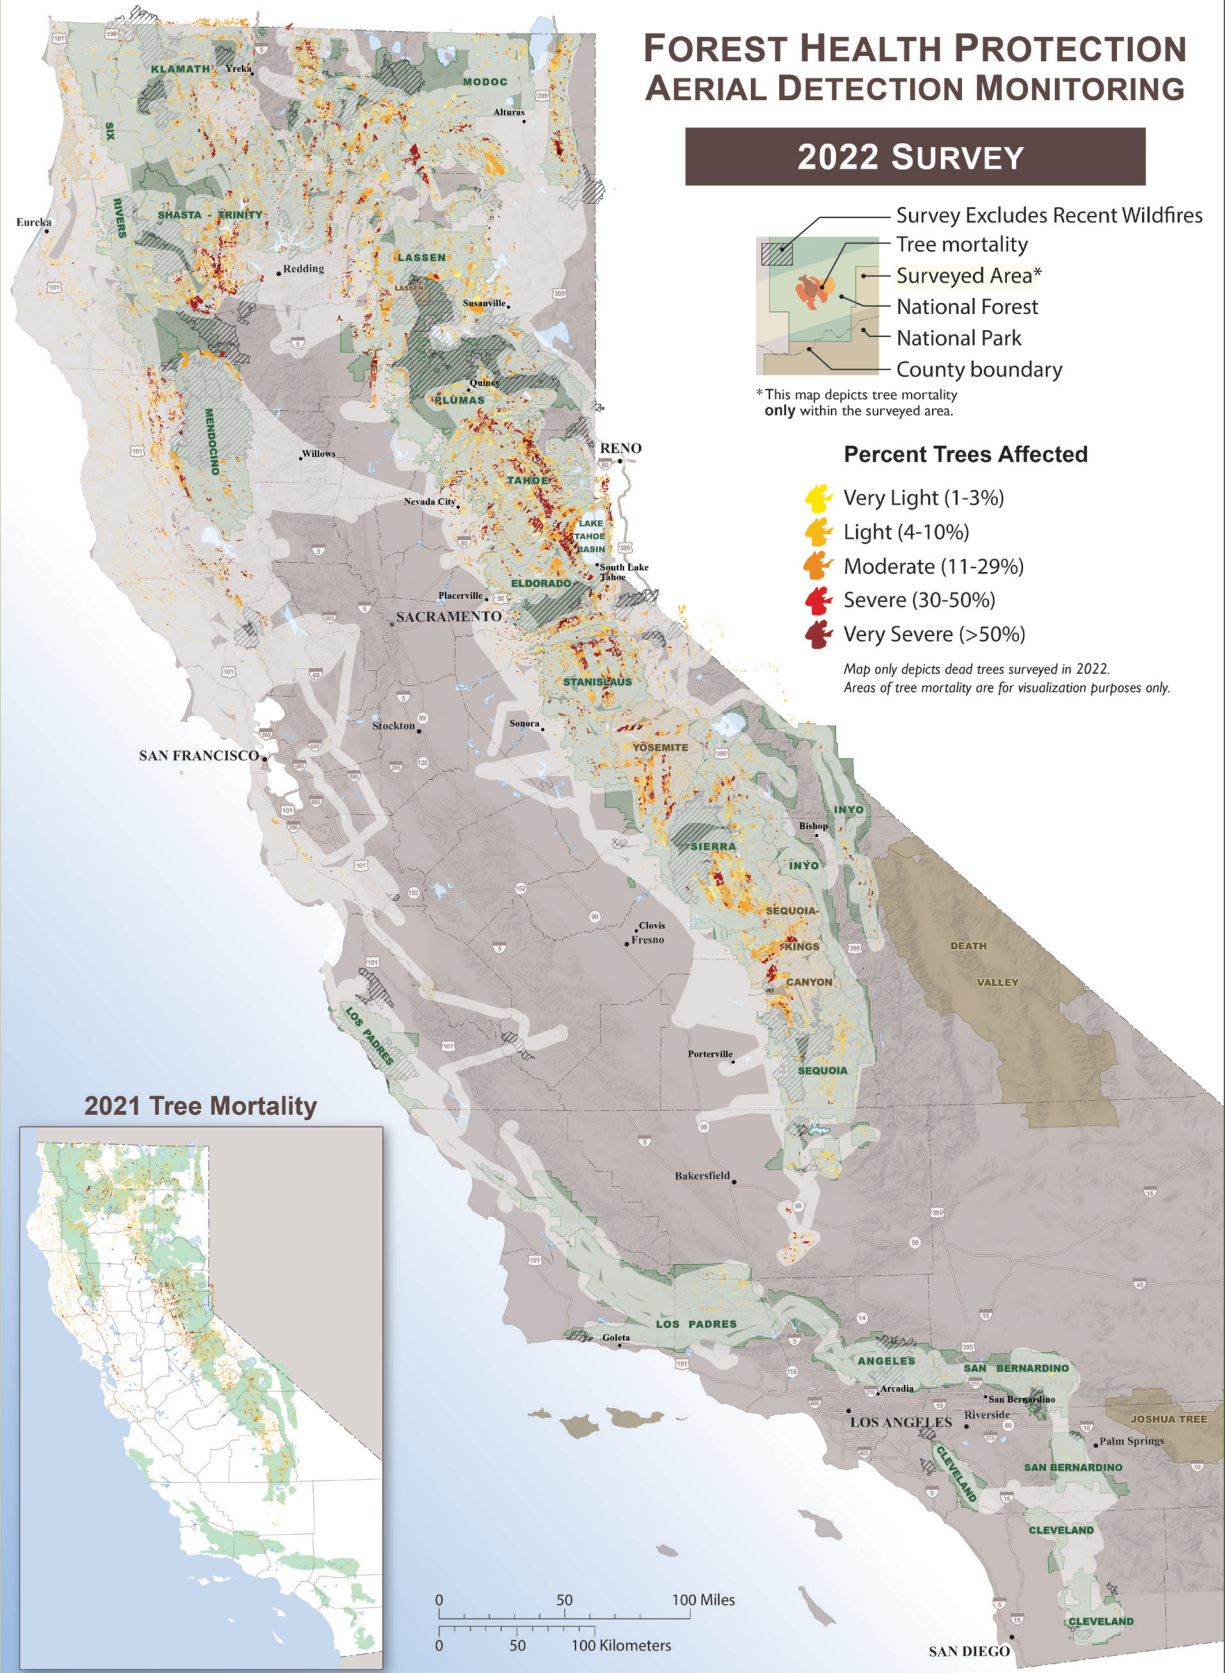 FOREST HEALTH PROTECTION
AERIAL DETECTION MONITORING
2022 SURVEY
Survey Excludes Recent Wildfires
Tree mortality
Surveyed Area*
National Forest
National Park
County boundary
*This map depicts tree mortality
only within the surveyed area.
Percent Trees Affected
Very Light (1-3%)
Light (4-10%)
Moderate (11-29%)
Severe (30-50%)
Very Severe (>50%)
Map only depicts dead trees surveyed in 2022.
Areas of tree mortality are for visualization purposes only.
KLAMATH
Yreka
MODOC
Alturas
SIX
RIVERS
SHASTA - TRINITY
Eureka
Redding
LASSEN
LASSEN
Susanville
Quincy
PLUMAS
MENDOCINO
Willows
RENO
TAHOE
Nevada City
LAKE
TAHOE
BASIN
South Lake
Tahoe
ELDORADO
Placerville
SACRAMENTO
STANISLAUS
Stockton
Sonora
YOSEMITE
SAN FRANCISCO
INYO
Bishop
SIERRA
INYO
SEQUOIA-
KINGS
CANYON
Clovis
Fresno
DEATH
VALLEY
LOS PADRES
Porterville
SEQUOIA
Bakersfield
LOS PADRES
Goleta
ANGELES
SAN BERNARDINO
Arcadia
San Bernardino
LOS ANGELES
Riverside
JOSHUA TREE
Palm Springs
CLEVELAND
SAN BERNARDINO
CLEVELAND
CLEVELAND
SAN DIEGO
2021 Tree Mortality
0 50 100 Miles
0 50 100 Kilometers